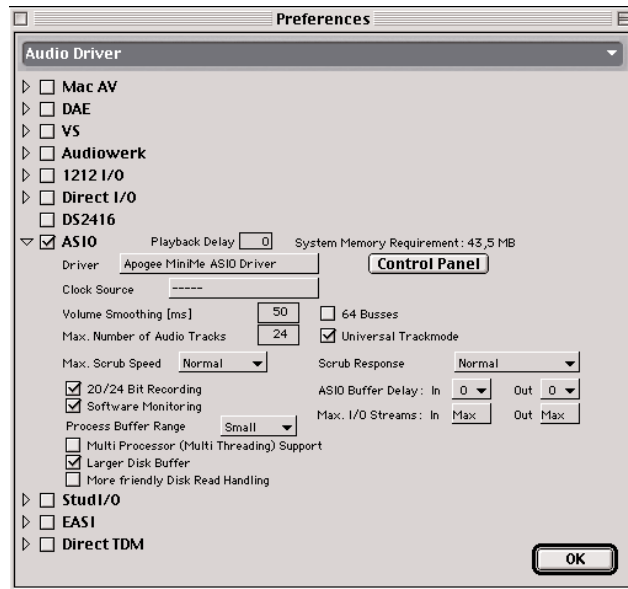 Preferences
Audio Driver
Mac AV
DAE
VS
Audiowerk
1212 I/O
Direct I/O
DS2416
ASIO Playback Delay 0 System Memory Requirement: 43,5 MB
Driver Apogee MiniMe ASIO Driver Control Panel
Clock Source -----
Volume Smoothing [ms] 50 64 Busses
Max. Number of Audio Tracks 24 Universal Trackmode
Max. Scrub Speed Normal Scrub Response Normal
20/24 Bit Recording ASIO Buffer Delay: In 0 Out 0
Software Monitoring
Process Buffer Range Small Max. I/O Streams: In Max Out Max
Multi Processor (Multi Threading) Support
Larger Disk Buffer
More friendly Disk Read Handling
StudI/O
EASI
Direct TDM
OK